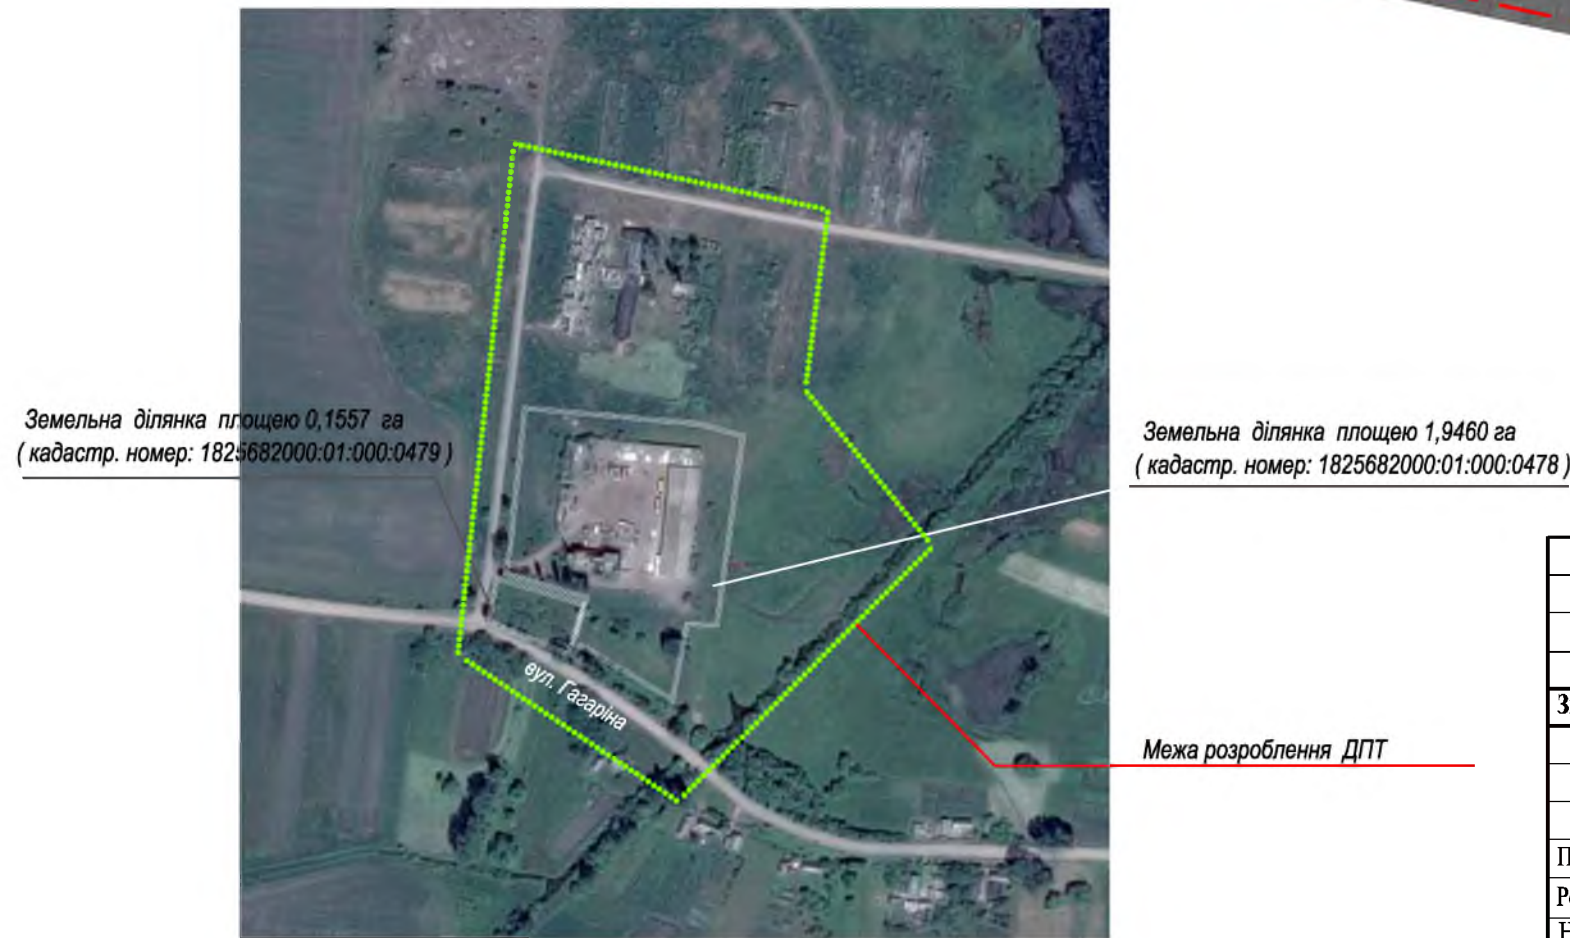 Земельна ділянка площею 0,1557 га
( кадастр. номер: 1825682000:01:000:0479 )
Земельна ділянка площею 1,9460 га
( кадастр. номер: 1825682000:01:000:0478 )
вул. Гагаріна
Межа розроблення ДПТ